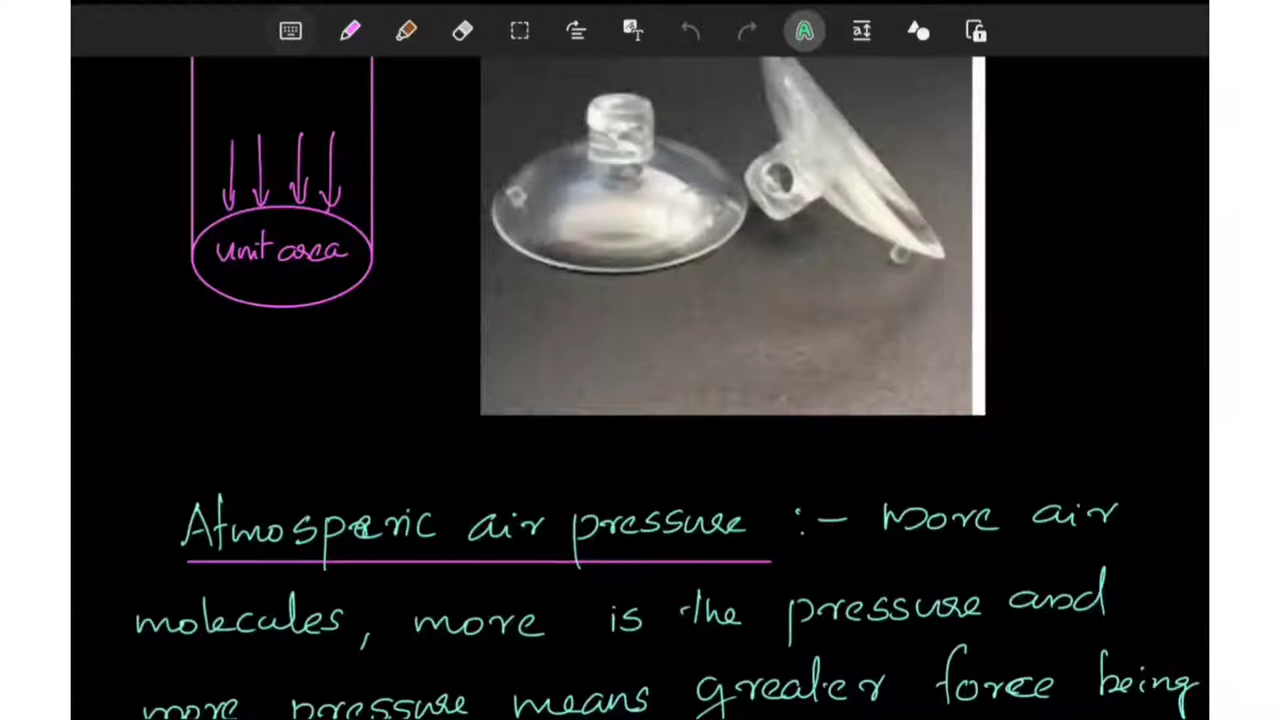 unit area
Atmosperic air pressure :- More air
molecules, more is the pressure and
more pressure means greater force being